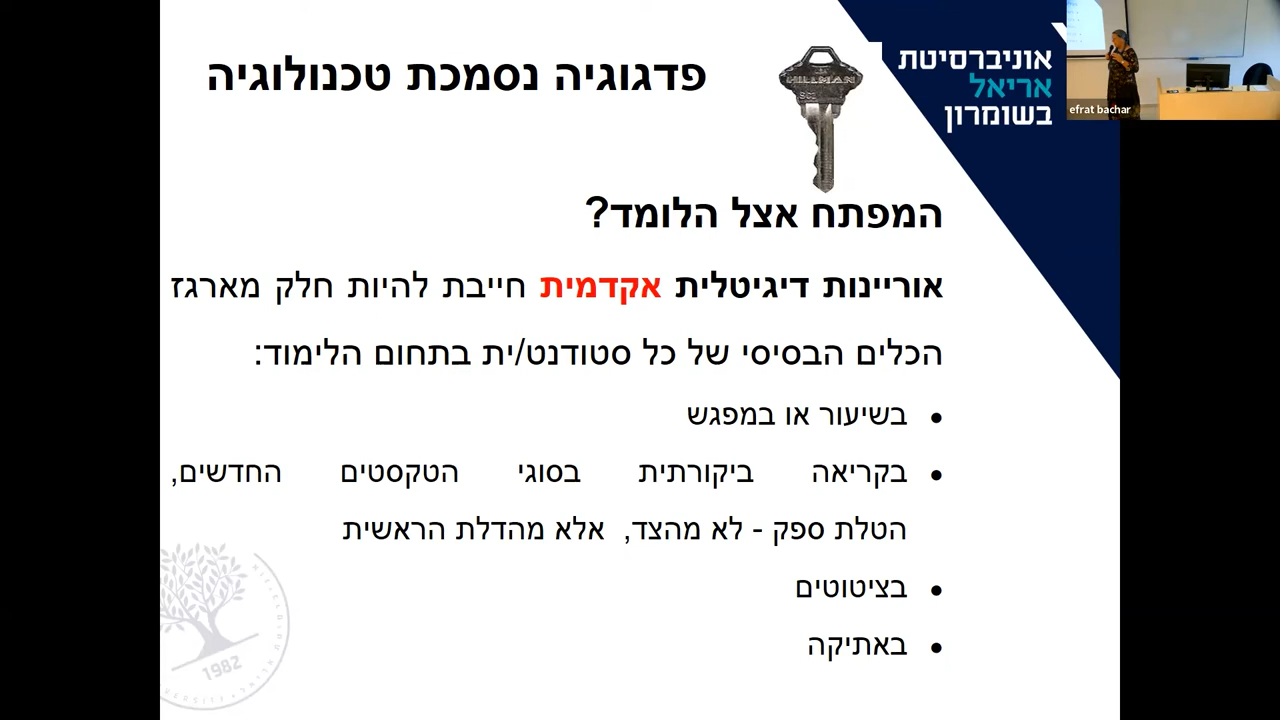 פדגוגיה נסמכת טכנולוגיה
HILLMAN
אוניברסיטת
אריאל
בשומרון
efrat bachar
המפתח אצל הלומד?
אוריינות דיגיטלית אקדמית חייבת להיות חלק מארגז
הכלים הבסיסי של כל סטודנט/ית בתחום הלימוד:
• בשיעור או במפגש
• בקריאה ביקורתית בסוגי הטקסטים החדשים,
הטלת ספק - לא מהצד, אלא מהדלת הראשית
• בציטוטים
• באתיקה
1982